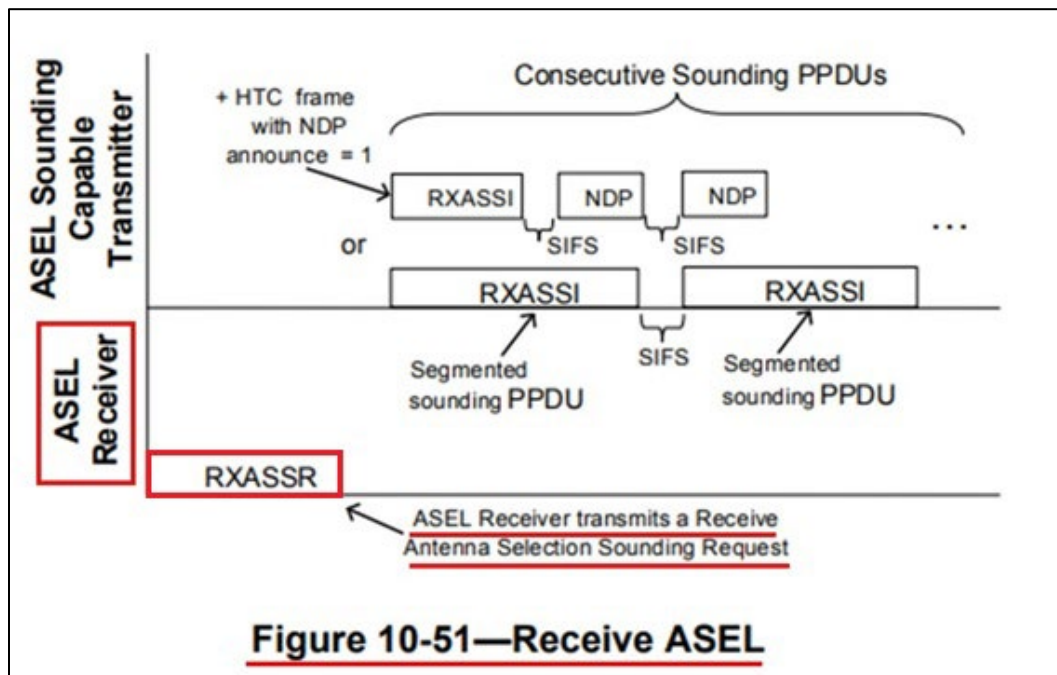 ASEL Sounding
Capable
Transmitter
Consecutive Sounding PPDUs
+ HTC frame
with NDP
announce = 1
RXASSI
NDP
NDP
SIFS
SIFS
...
or
RXASSI
RXASSI
SIFS
Segmented
sounding PPDU
Segmented
sounding PPDU
ASEL
Receiver
RXASSR
ASEL Receiver transmits a Receive
Antenna Selection Sounding Request
Figure 10-51—Receive ASEL